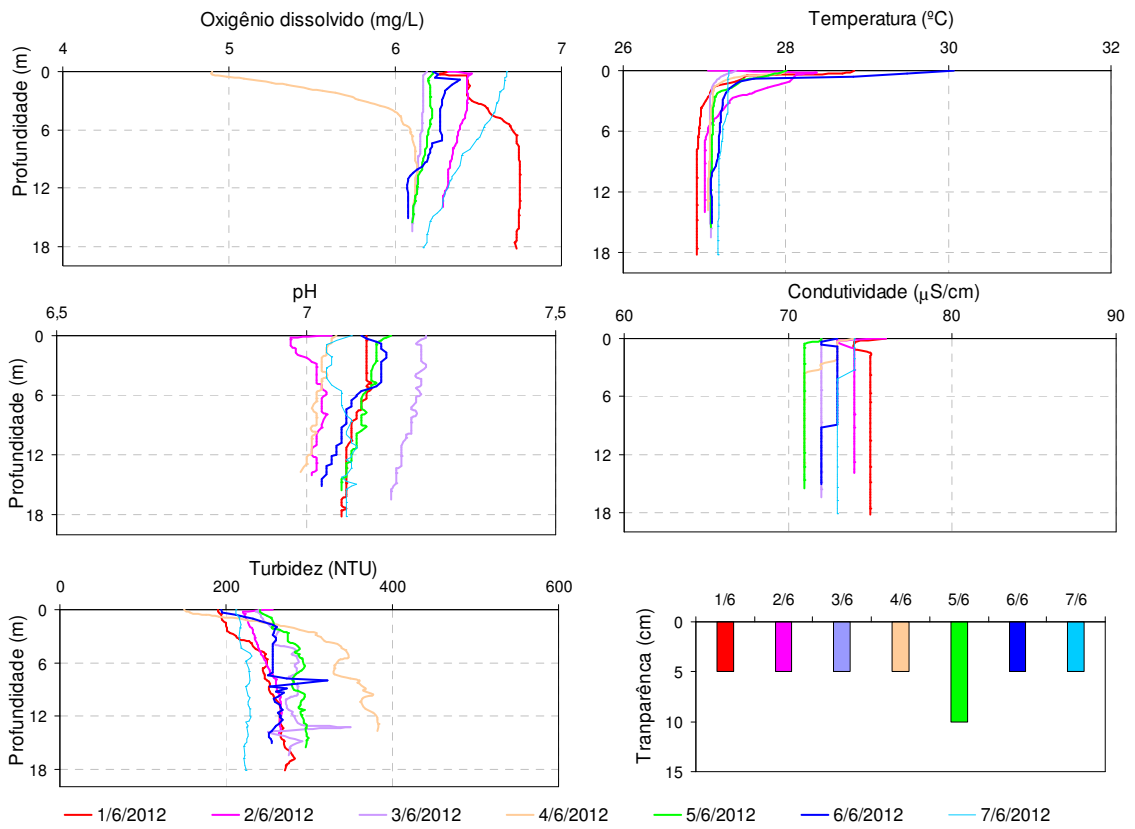 Oxigênio dissolvido (mg/L)
4 5 6 7
Profundidade (m)
0
6
12
18
Temperatura (ºC)
26 28 30 32
0
6
12
18
pH
6,5 7 7,5
Profundidade (m)
0
6
12
18
Condutividade (μS/cm)
60 70 80 90
0
6
12
18
Turbidez (NTU)
0 200 400 600
Profundidade (m)
0
6
12
18
1/6 2/6 3/6 4/6 5/6 6/6 7/6
Tranparênca (cm)
0
5
10
15
1/6/2012 2/6/2012 3/6/2012 4/6/2012 5/6/2012 6/6/2012 7/6/2012